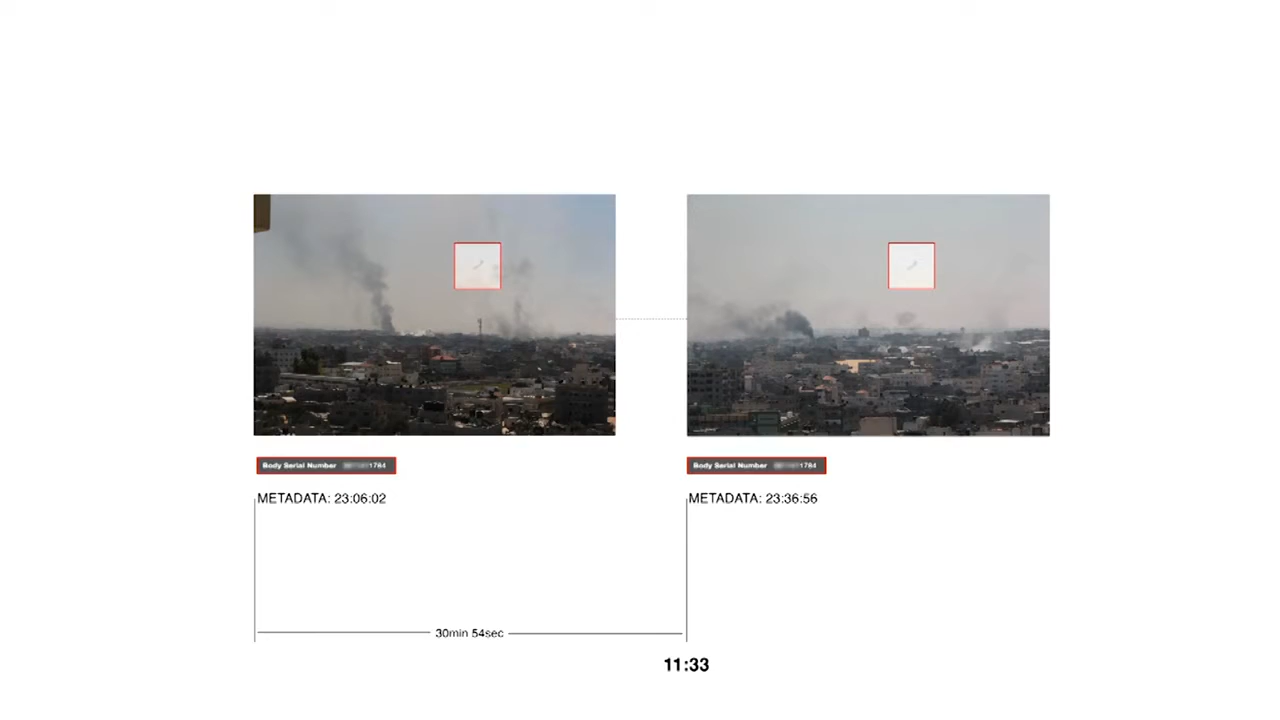 Body Serial Number 1784
Body Serial Number 1784
METADATA: 23:06:02
METADATA: 23:36:56
30min 54sec
11:33